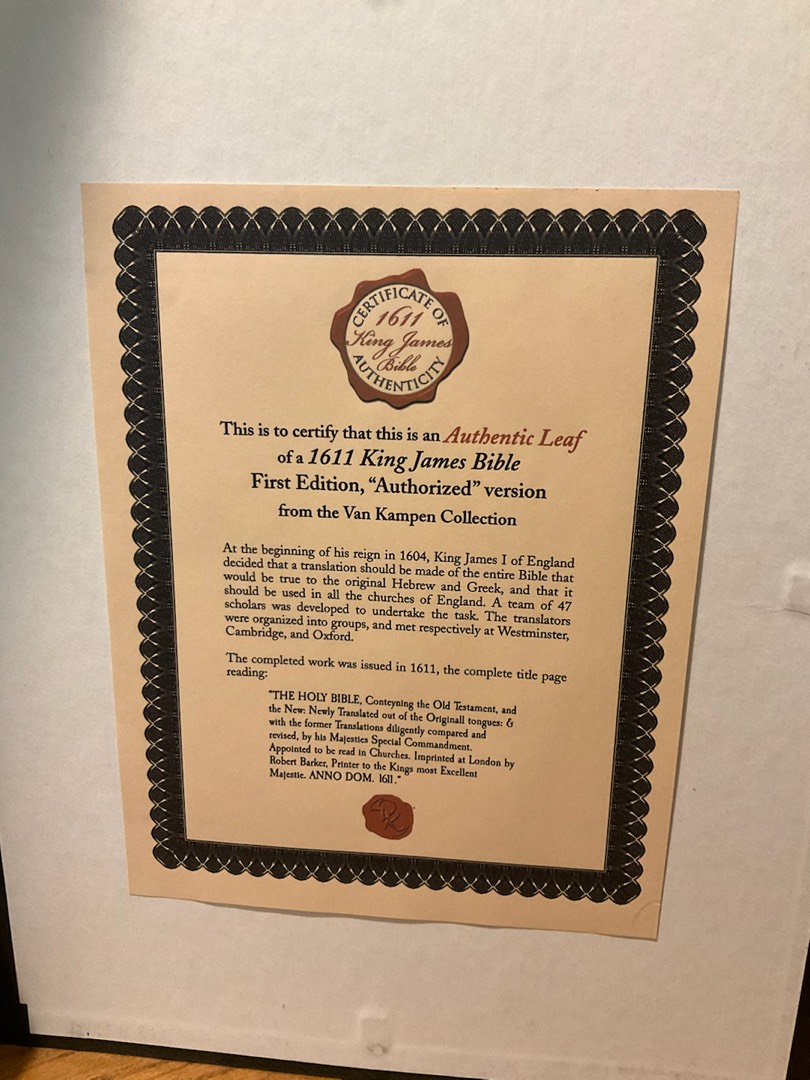 CERTIFICATE OF
1611
King James
Bible
AUTHENTICITY
This is to certify that this is an Authentic Leaf
of a 1611 King James Bible
First Edition, “Authorized” version
from the Van Kampen Collection
At the beginning of his reign in 1604, King James I of England
decided that a translation should be made of the entire Bible that
would be true to the original Hebrew and Greek, and that it
should be used in all the churches of England. A team of 47
scholars was developed to undertake the task. The translators
were organized into groups, and met respectively at Westminster,
Cambridge, and Oxford.
The completed work was issued in 1611, the complete title page
reading:
"THE HOLY BIBLE, Conteyning the Old Testament, and
the New: Newly Translated out of the Originall tongues: &
with the former Translations diligently compared and
revised, by his Majesties Special Commandment.
Appointed to be read in Churches. Imprinted at London by
Robert Barker, Printer to the Kings most Excellent
Majestie. ANNO DOM. 1611."